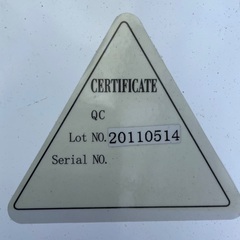 CERTIFICATE
QC
Lot NO. 20110514
Serial NO.